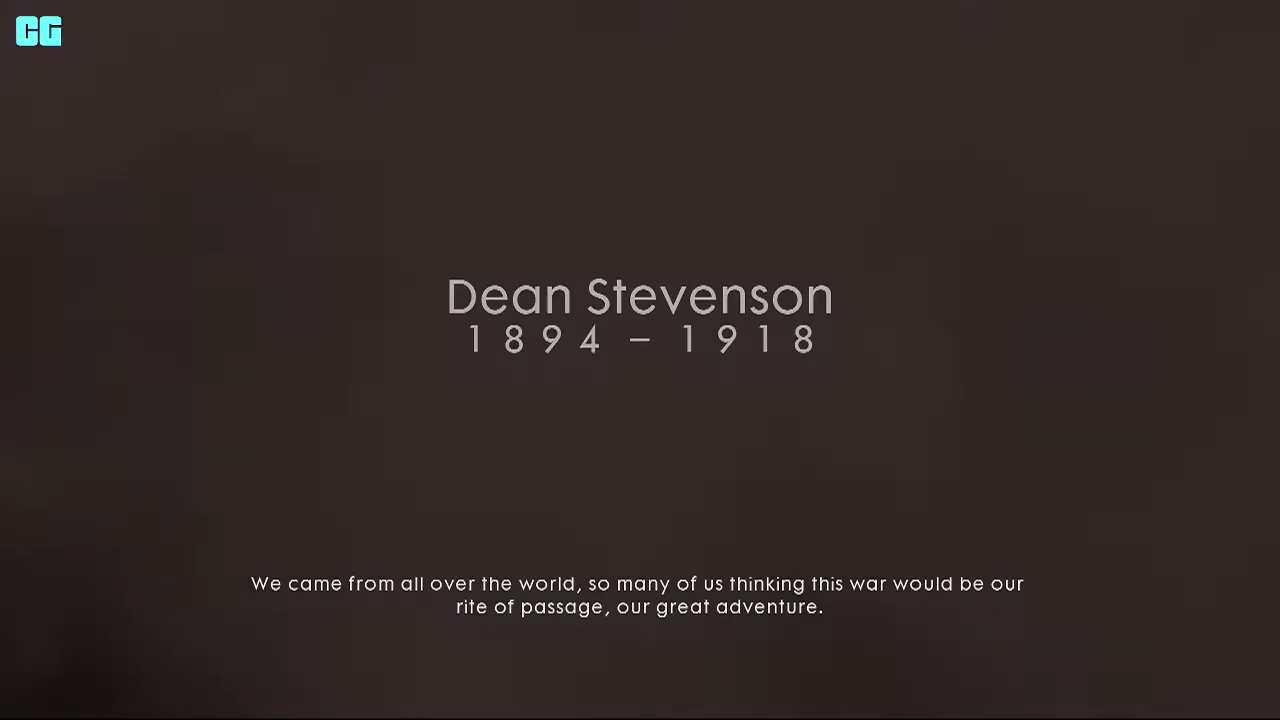 CG
Dean Stevenson
1894 – 1918
We came from all over the world, so many of us thinking this war would be our
rite of passage, our great adventure.